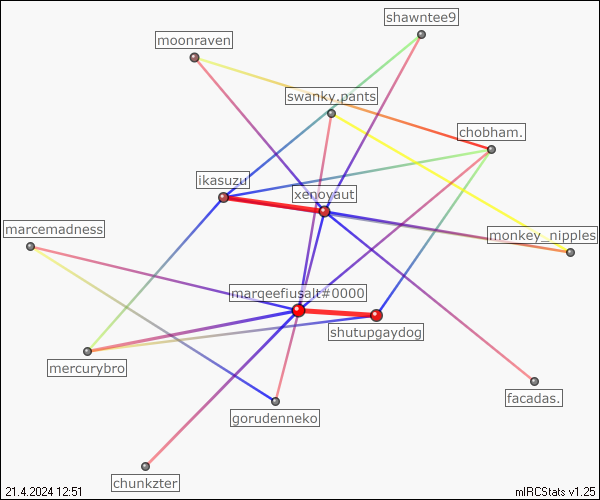 shawntee9
moonraven
swanky.pants
chobham.
ikasuzu
xenoyaut
marcemadness
monkey_nipples
marqeefiusalt#0000
shutupgaydog
mercurybro
facadas.
gorudenneko
chunkzter
21.4.2024 12:51
mIRCStats v1.25